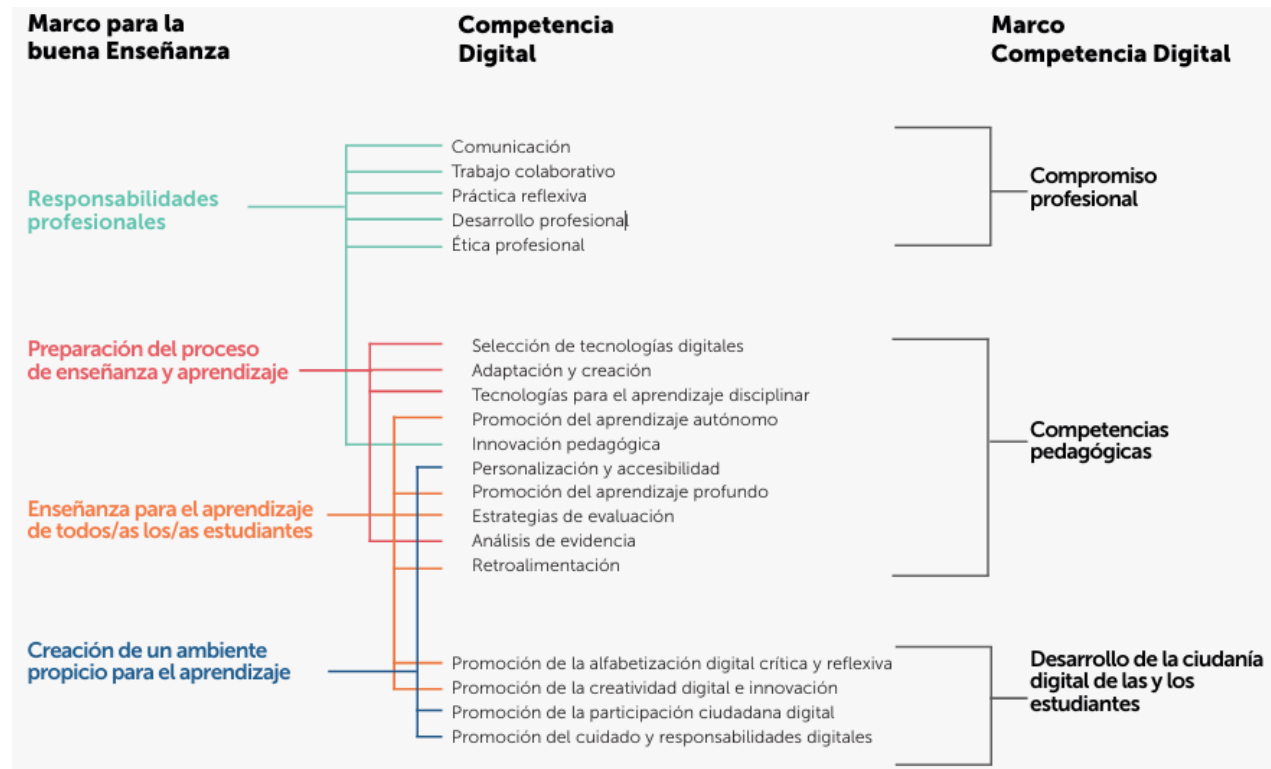 Marco para la
buena Enseñanza
Competencia
Digital
Marco
Competencia Digital
Responsabilidades
profesionales
Comunicación
Trabajo colaborativo
Práctica reflexiva
Desarrollo profesional
Ética profesional
Compromiso
profesional
Preparación del proceso
de enseñanza y aprendizaje
Selección de tecnologías digitales
Adaptación y creación
Tecnologías para el aprendizaje disciplinar
Promoción del aprendizaje autónomo
Innovación pedagógica
Personalización y accesibilidad
Promoción del aprendizaje profundo
Estrategias de evaluación
Análisis de evidencia
Retroalimentación
Competencias
pedagógicas
Enseñanza para el aprendizaje
de todos/as los/as estudiantes
Creación de un ambiente
propicio para el aprendizaje
Promoción de la alfabetización digital crítica y reflexiva
Promoción de la creatividad digital e innovación
Promoción de la participación ciudadana digital
Promoción del cuidado y responsabilidades digitales
Desarrollo de la ciudanía
digital de las y los
estudiantes